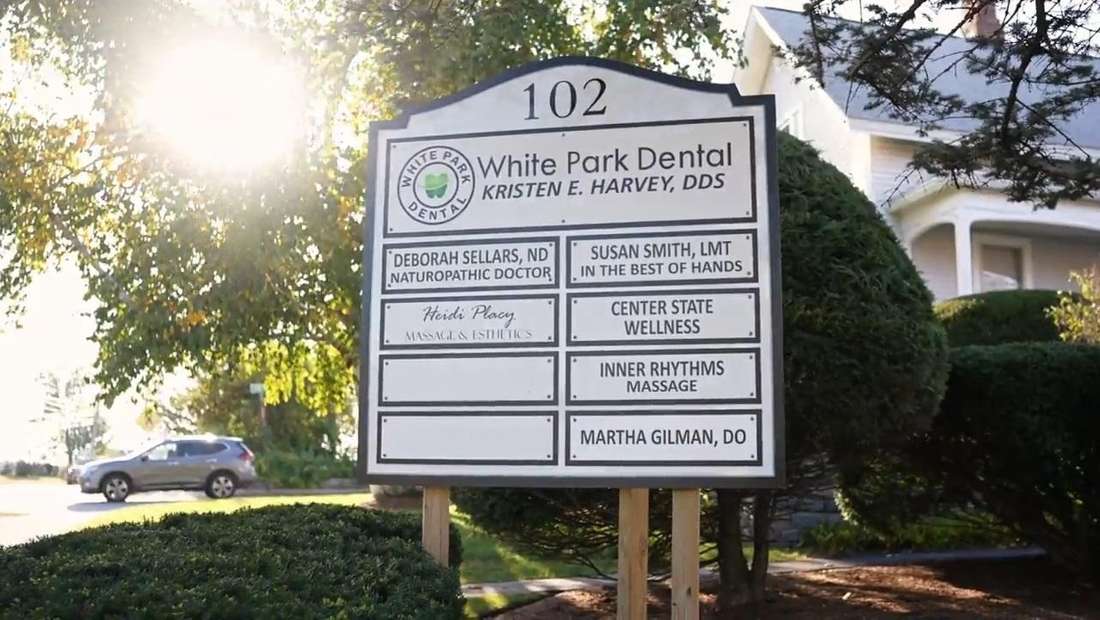 102
WHITE PARK
DENTAL
White Park Dental
KRISTEN E. HARVEY, DDS
DEBORAH SELLARS, ND
NATUROPATHIC DOCTOR
SUSAN SMITH, LMT
IN THE BEST OF HANDS
Heidi Placy
MASSAGE & ESTHETICS
CENTER STATE
WELLNESS
INNER RHYTHMS
MASSAGE
MARTHA GILMAN, DO